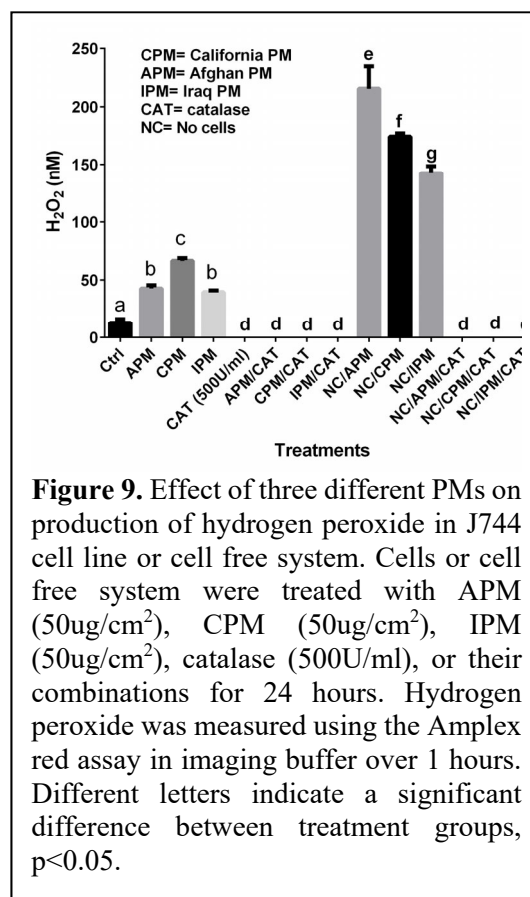 CPM= California PM
APM= Afghan PM
IPM= Iraq PM
CAT= catalase
NC= No cells
250
200
150
100
50
0
H₂O₂ (nM)
a
b
c
b
d
d
d
d
e
f
g
d
d
d
Ctrl
APM
CPM
IPM
CAT (500U/ml)
APM/CAT
CPM/CAT
IPM/CAT
NC/APM
NC/CPM
NC/IPM
NC/APM/CAT
NC/CPM/CAT
NC/IPM/CAT
Treatments
Figure 9. Effect of three different PMs on
production of hydrogen peroxide in J744
cell line or cell free system. Cells or cell
free system were treated with APM
(50ug/cm²), CPM (50ug/cm²), IPM
(50ug/cm²), catalase (500U/ml), or their
combinations for 24 hours. Hydrogen
peroxide was measured using the Amplex
red assay in imaging buffer over 1 hours.
Different letters indicate a significant
difference between treatment groups,
p<0.05.